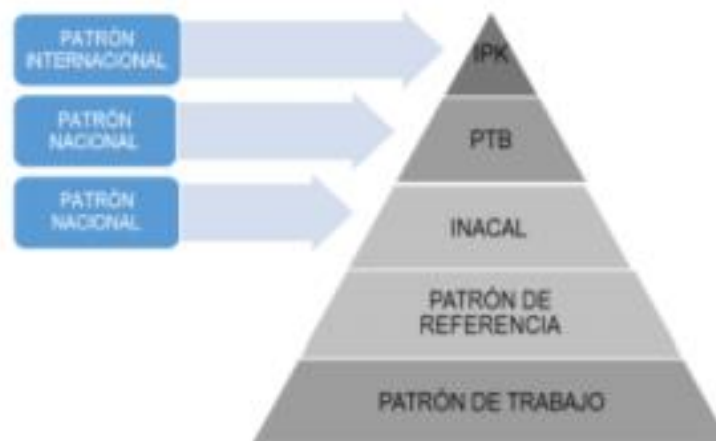 PATRÓN
INTERNACIONAL
IPK
PATRÓN
NACIONAL
PTB
PATRÓN
NACIONAL
INACAL
PATRÓN DE
REFERENCIA
PATRÓN DE TRABAJO